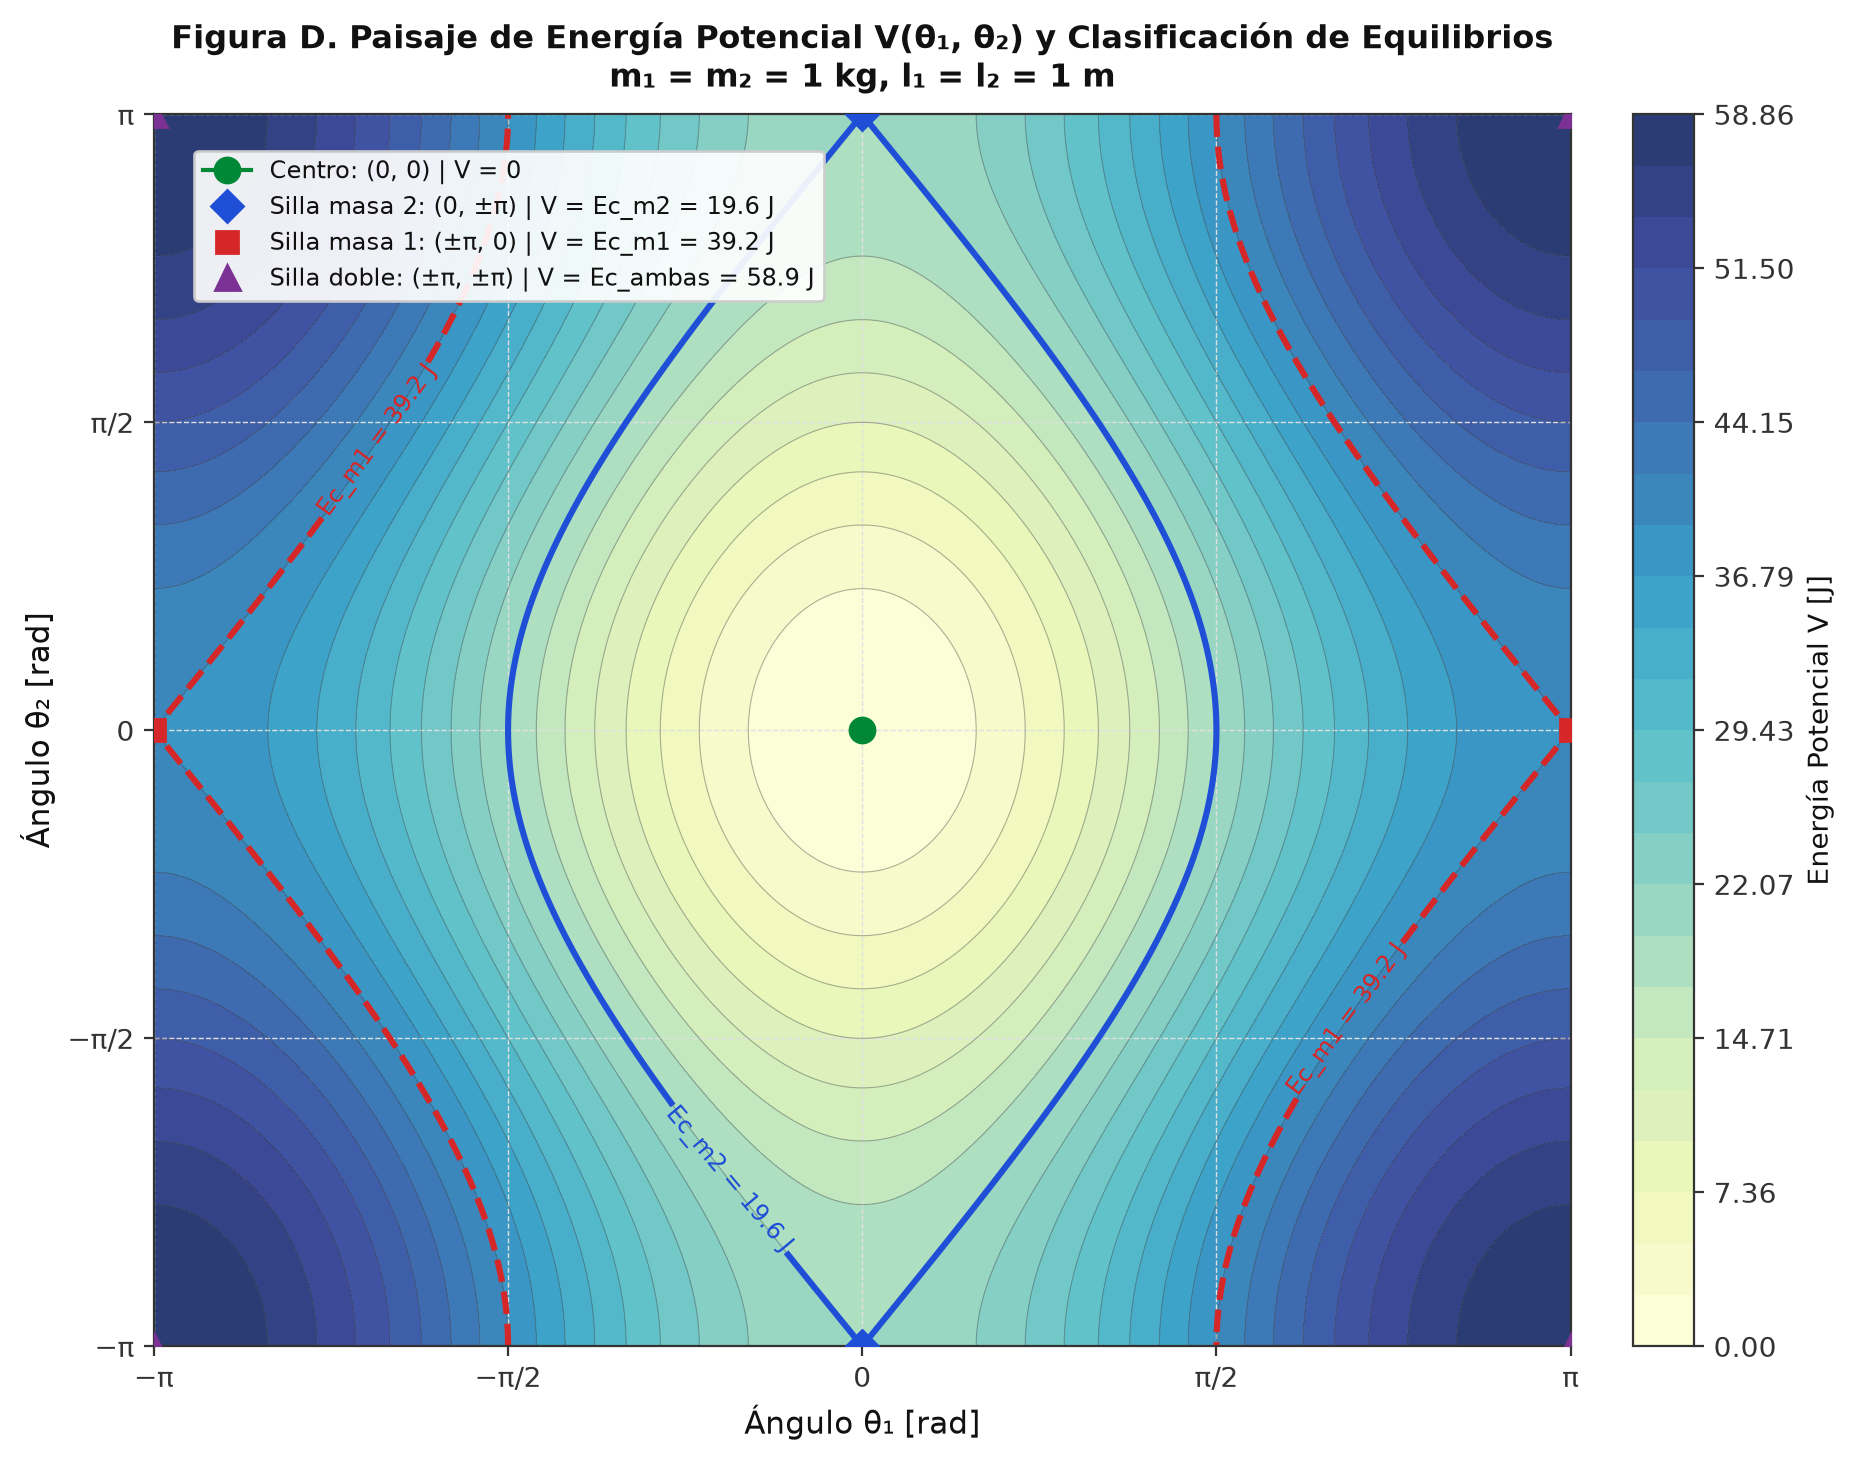 Figura D. Paisaje de Energía Potencial V(θ₁, θ₂) y Clasificación de Equilibrios
m₁ = m₂ = 1 kg, l₁ = l₂ = 1 m
Centro: (0, 0) | V = 0
Silla masa 2: (0, ±π) | V = Ec_m2 = 19.6 J
Silla masa 1: (±π, 0) | V = Ec_m1 = 39.2 J
Silla doble: (±π, ±π) | V = Ec_ambas = 58.9 J
Ec_m1 = 39.2 J
Ec_m1 = 39.2 J
Ec_m2 = 19.6 J
π
π/2
0
−π/2
−π
Ángulo θ₂ [rad]
−π
−π/2
0
π/2
π
Ángulo θ₁ [rad]
58.86
51.50
44.15
36.79
29.43
22.07
14.71
7.36
0.00
Energía Potencial V [J]